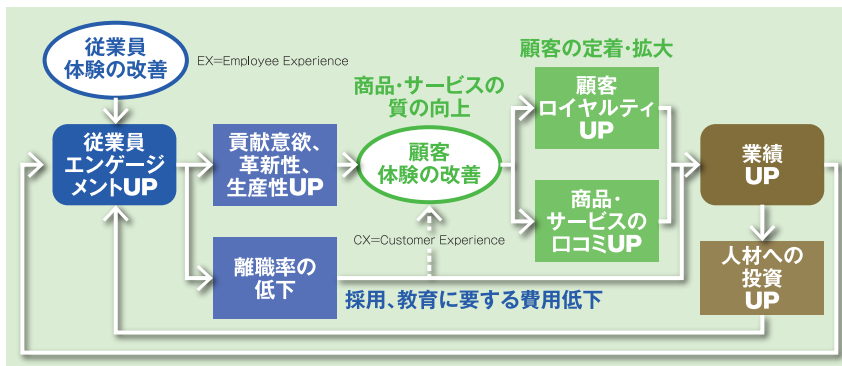 従業員
体験の改善
EX=Employee Experience
従業員
エンゲージ
メントUP
貢献意欲、
革新性、
生産性UP
離職率の
低下
商品・サービスの
質の向上
顧客
体験の改善
CX=Customer Experience
採用、教育に要する費用低下
顧客の定着・拡大
顧客
ロイヤルティ
UP
商品・
サービスの
口コミUP
業績
UP
人材への
投資
UP